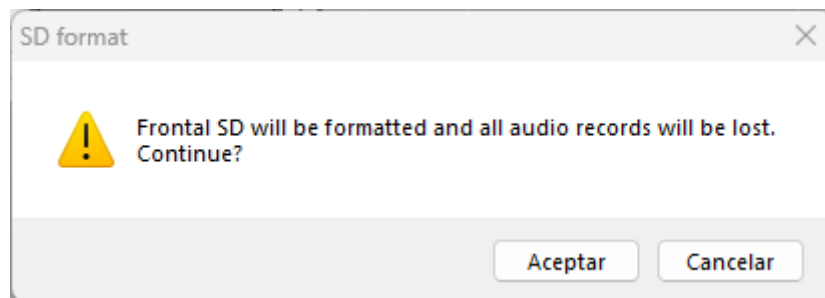 SD format
Frontal SD will be formatted and all audio records will be lost.
Continue?
Aceptar
Cancelar